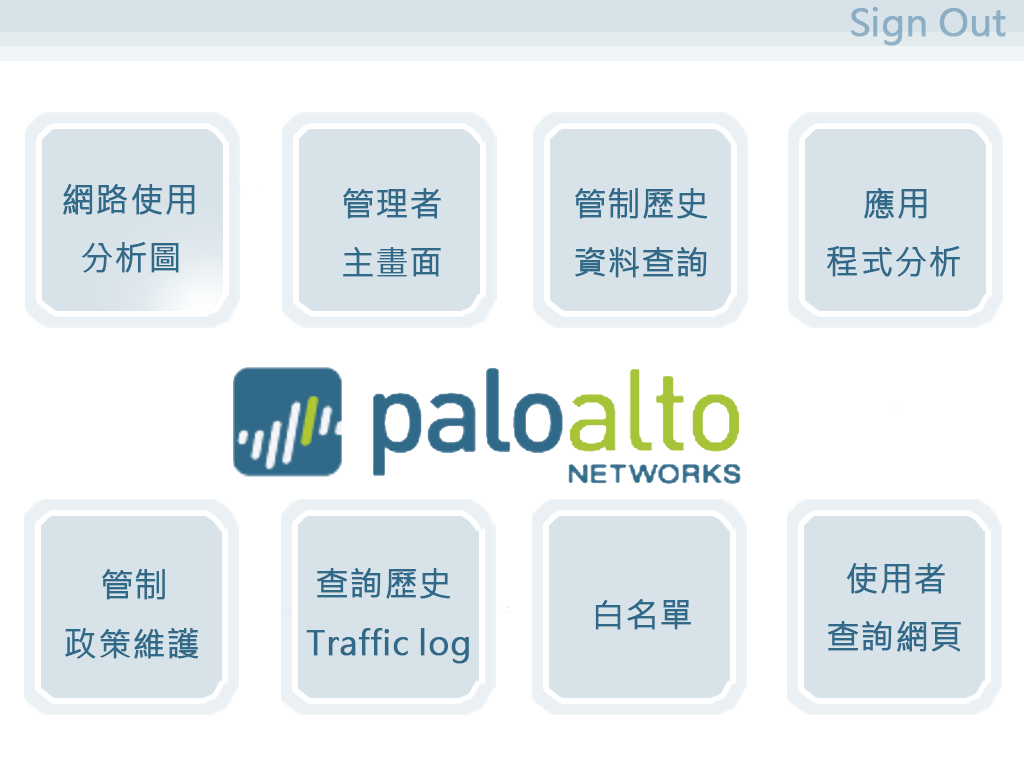 Sign Out
網路使用
分析圖
管理者
主畫面
管制歷史
資料查詢
應用
程式分析
paloalto
NETWORKS
管制
政策維護
查詢歷史
Traffic log
白名單
使用者
查詢網頁